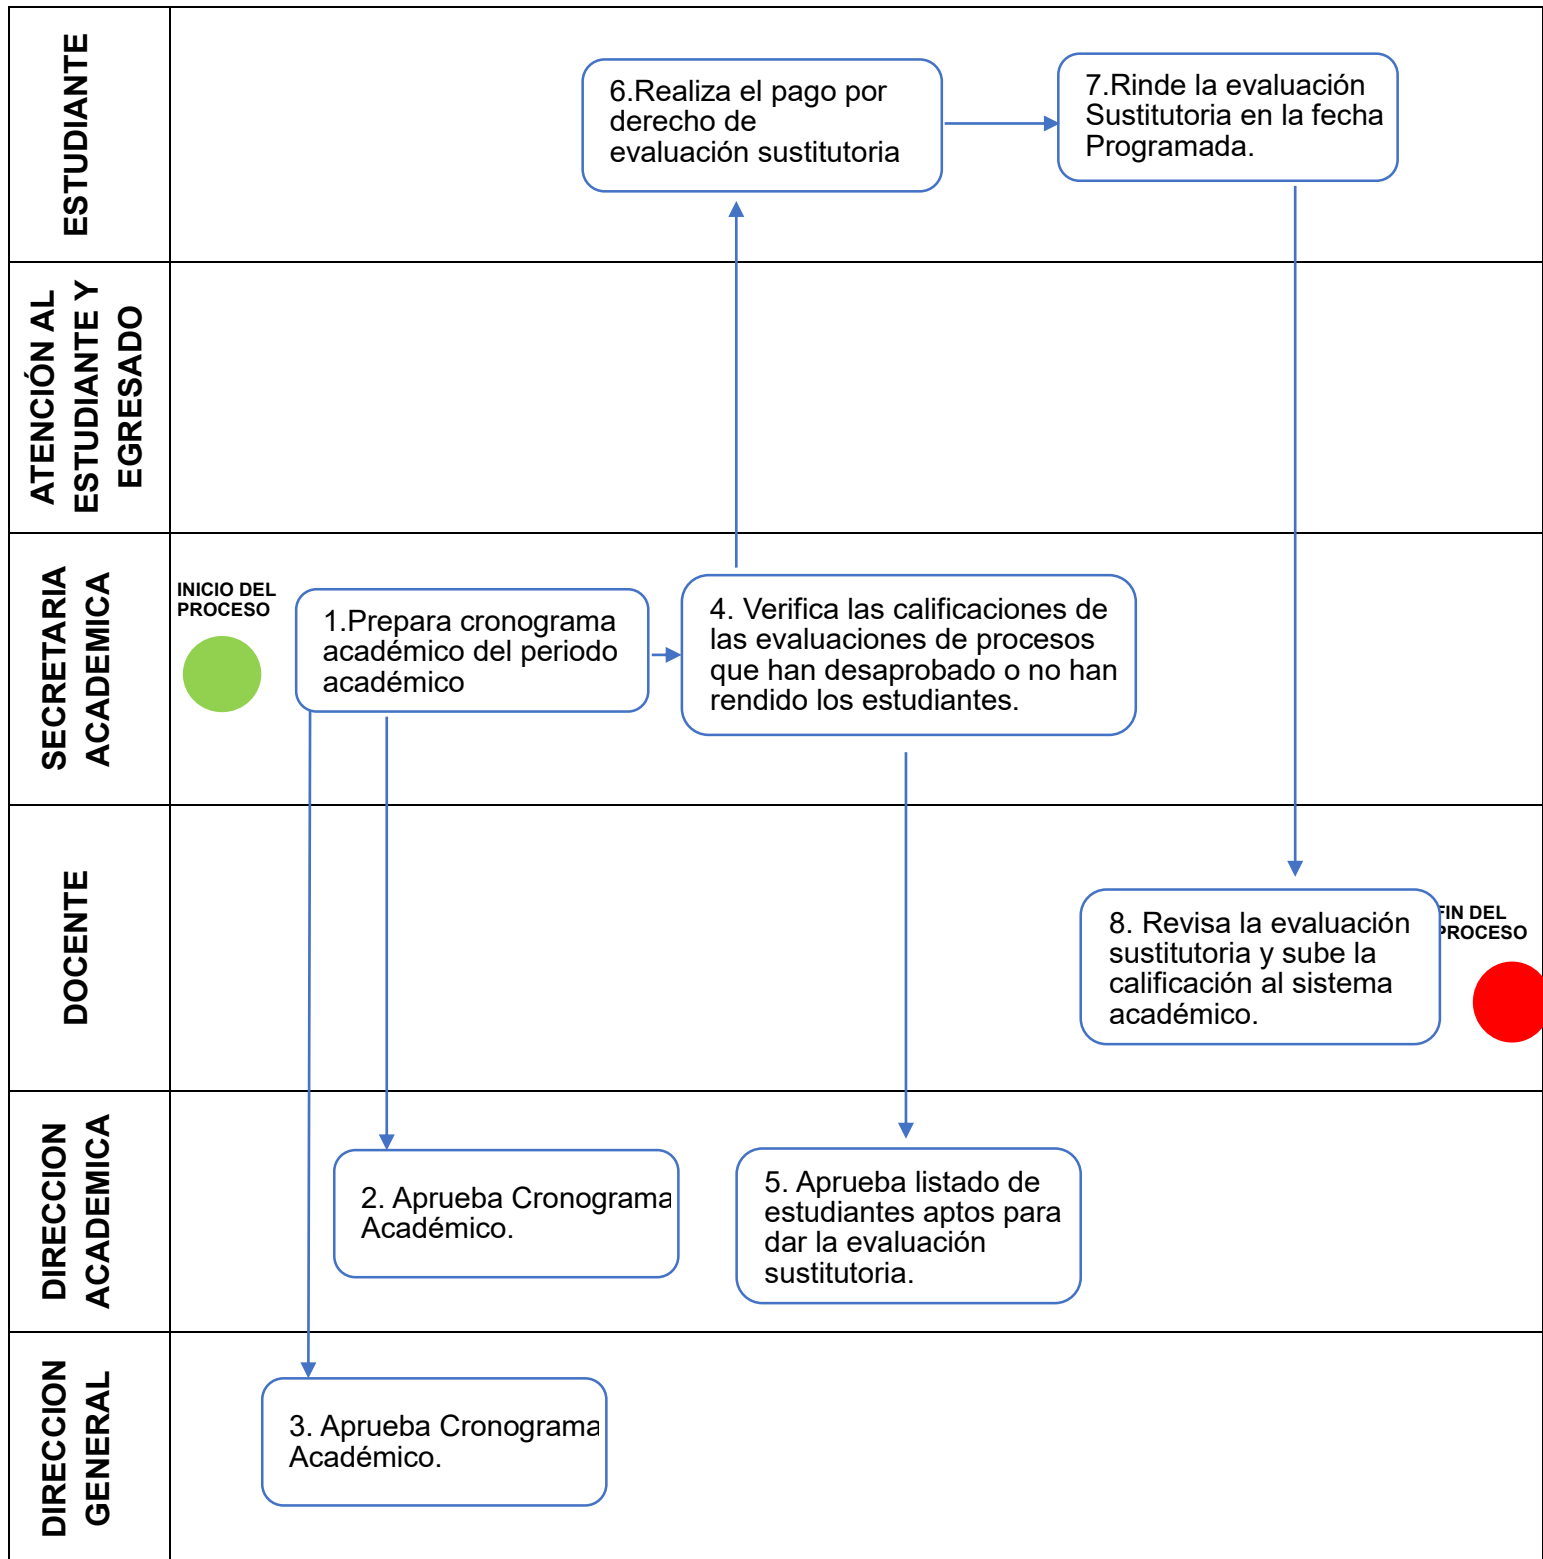 ESTUDIANTE
6.Realiza el pago por
derecho de
evaluación sustitutoria
7.Rinde la evaluación
Sustitutoria en la fecha
Programada.
ATENCIÓN AL
ESTUDIANTE Y
EGRESADO
SECRETARIA
ACADEMICA
INICIO DEL
PROCESO
1.Prepara cronograma
académico del periodo
académico
4. Verifica las calificaciones de
las evaluaciones de procesos
que han desaprobado o no han
rendido los estudiantes.
DOCENTE
8. Revisa la evaluación
sustitutoria y sube la
calificación al sistema
académico.
FIN DEL
PROCESO
DIRECCION
ACADEMICA
2. Aprueba Cronograma
Académico.
5. Aprueba listado de
estudiantes aptos para
dar la evaluación
sustitutoria.
DIRECCION
GENERAL
3. Aprueba Cronograma
Académico.